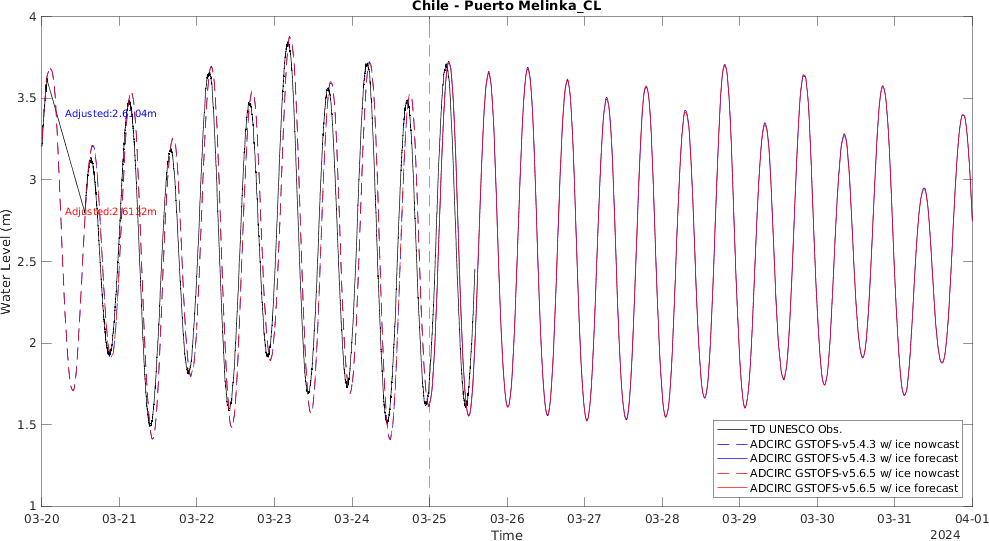 Chile - Puerto Melinka_CL
4
3.5
3
2.5
2
1.5
1
Water Level (m)
Adjusted:2.6104m
Adjusted:2.6132m
TD UNESCO Obs.
ADCIRC GSTOFS-v5.4.3 w/ ice nowcast
ADCIRC GSTOFS-v5.4.3 w/ ice forecast
ADCIRC GSTOFS-v5.6.5 w/ ice nowcast
ADCIRC GSTOFS-v5.6.5 w/ ice forecast
03-20 03-21 03-22 03-23 03-24 03-25 03-26 03-27 03-28 03-29 03-30 03-31 04-01
Time
2024